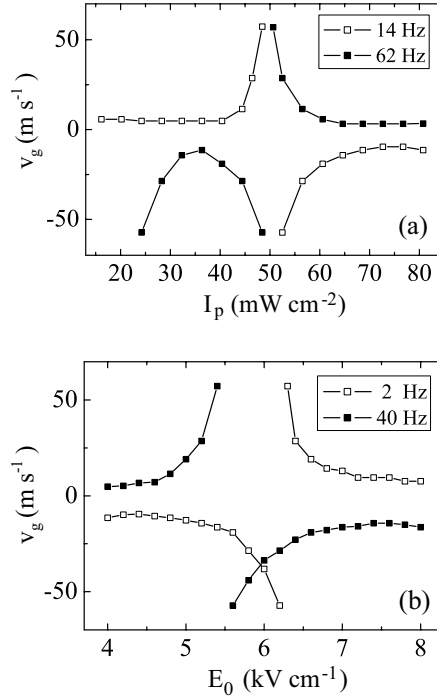 50
0
-50
v_g (m s⁻¹)
14 Hz
62 Hz
(a)
20 30 40 50 60 70 80
I_p (mW cm⁻²)
50
0
-50
v_g (m s⁻¹)
2 Hz
40 Hz
(b)
4 5 6 7 8
E_0 (kV cm⁻¹)